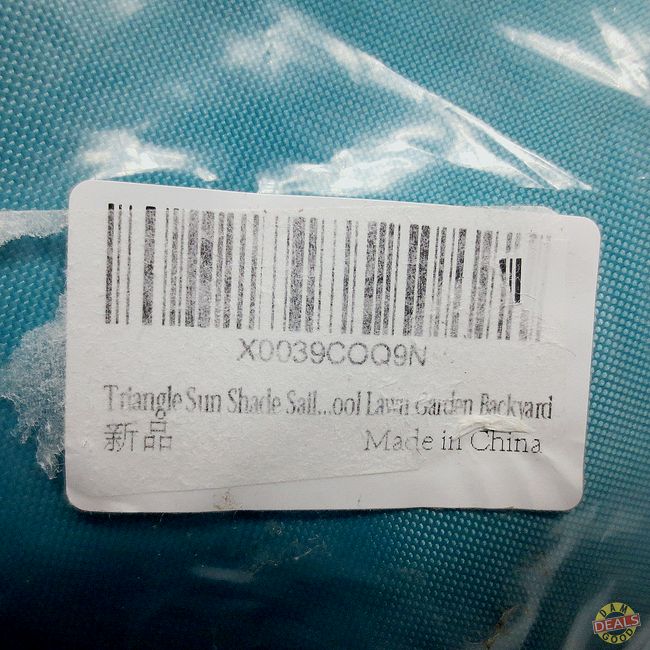 X0039COQ9N
Triangle Sun Shade Sail...ool Lawn Garden Backyard
新品
Made in China
DAM
DEALS
GOOD